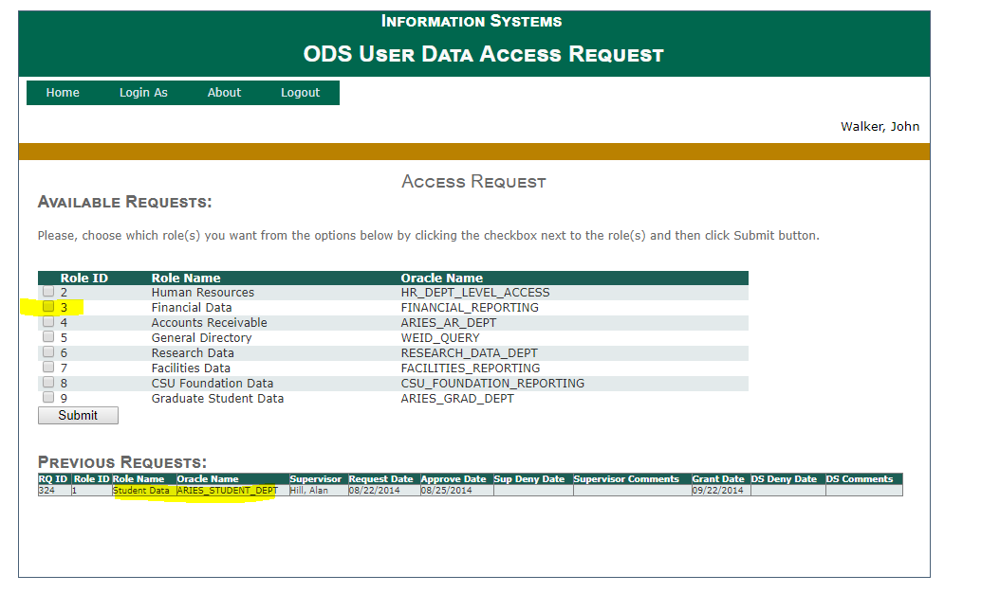 Information Systems
ODS User Data Access Request
Home Login As About Logout
Walker, John
Access Request
Available Requests:
Please, choose which role(s) you want from the options below by clicking the checkbox next to the role(s) and then click Submit button.
Role ID Role Name Oracle Name
2 Human Resources HR_DEPT_LEVEL_ACCESS
3 Financial Data FINANCIAL_REPORTING
4 Accounts Receivable ARIES_AR_DEPT
5 General Directory WEID_QUERY
6 Research Data RESEARCH_DATA_DEPT
7 Facilities Data FACILITIES_REPORTING
8 CSU Foundation Data CSU_FOUNDATION_REPORTING
9 Graduate Student Data ARIES_GRAD_DEPT
Submit
Previous Requests:
RQ ID Role ID Role Name Oracle Name Supervisor Request Date Approve Date Sup Deny Date Supervisor Comments Grant Date DS Deny Date DS Comments
324 1 Student Data ARIES_STUDENT_DEPT Hill, Alan 08/22/2014 08/25/2014 09/22/2014